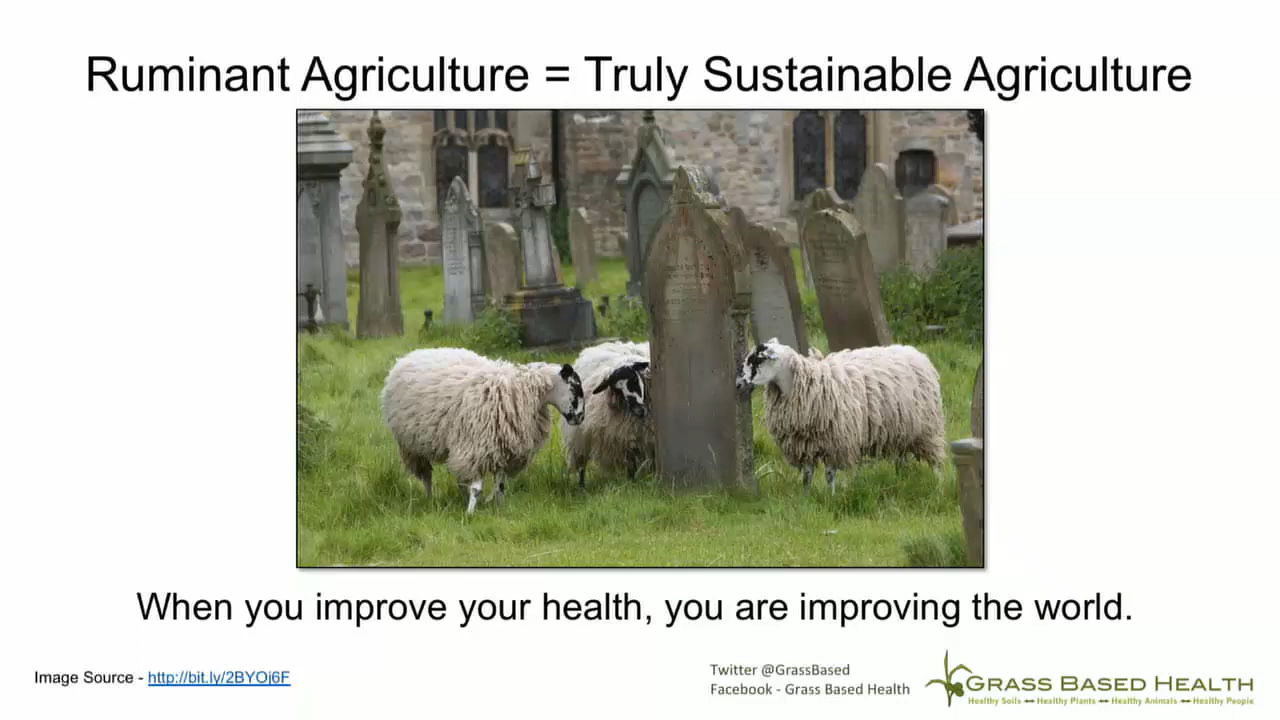 Ruminant Agriculture = Truly Sustainable Agriculture
When you improve your health, you are improving the world.
Image Source - http://bit.ly/2BYOj6F
Twitter @GrassBased
Facebook - Grass Based Health
GRASS BASED HEALTH
Healthy Soils ↔ Healthy Plants ↔ Healthy Animals ↔ Healthy People